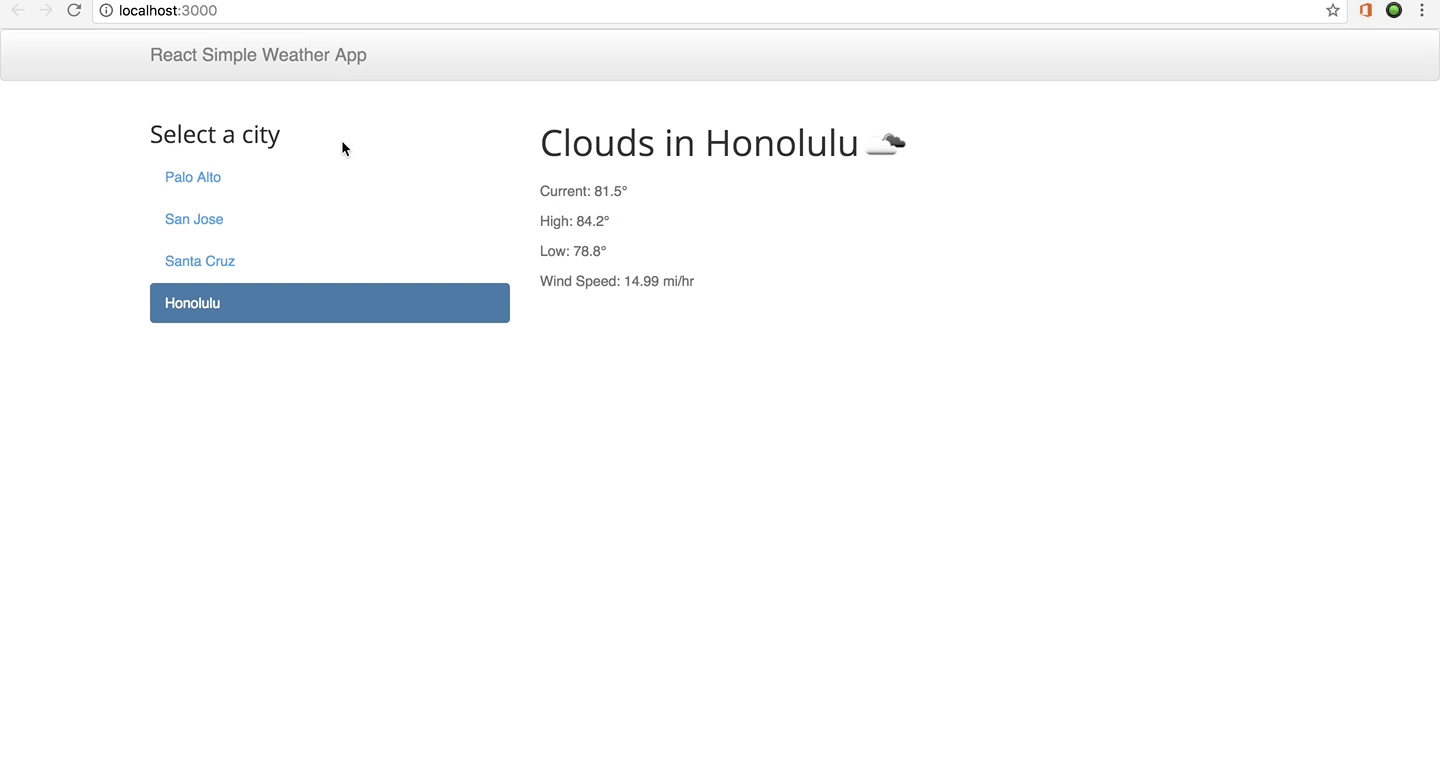 localhost:3000
React Simple Weather App
Select a city
Palo Alto
San Jose
Santa Cruz
Honolulu
Clouds in Honolulu
Current: 81.5°
High: 84.2°
Low: 78.8°
Wind Speed: 14.99 mi/hr